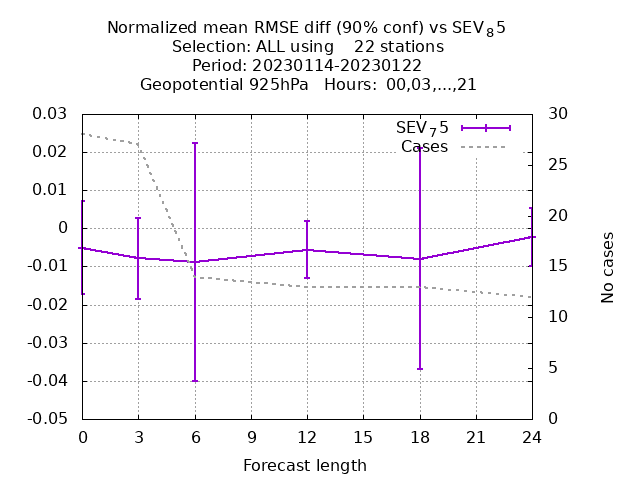 Normalized mean RMSE diff (90% conf) vs SEV₈5
Selection: ALL using 22 stations
Period: 20230114-20230122
Geopotential 925hPa Hours: 00,03,...,21
0.03
0.02
0.01
0
-0.01
-0.02
-0.03
-0.04
-0.05
SEV₇5
Cases
30
25
20
15
10
5
0
No cases
0 3 6 9 12 15 18 21 24
Forecast length